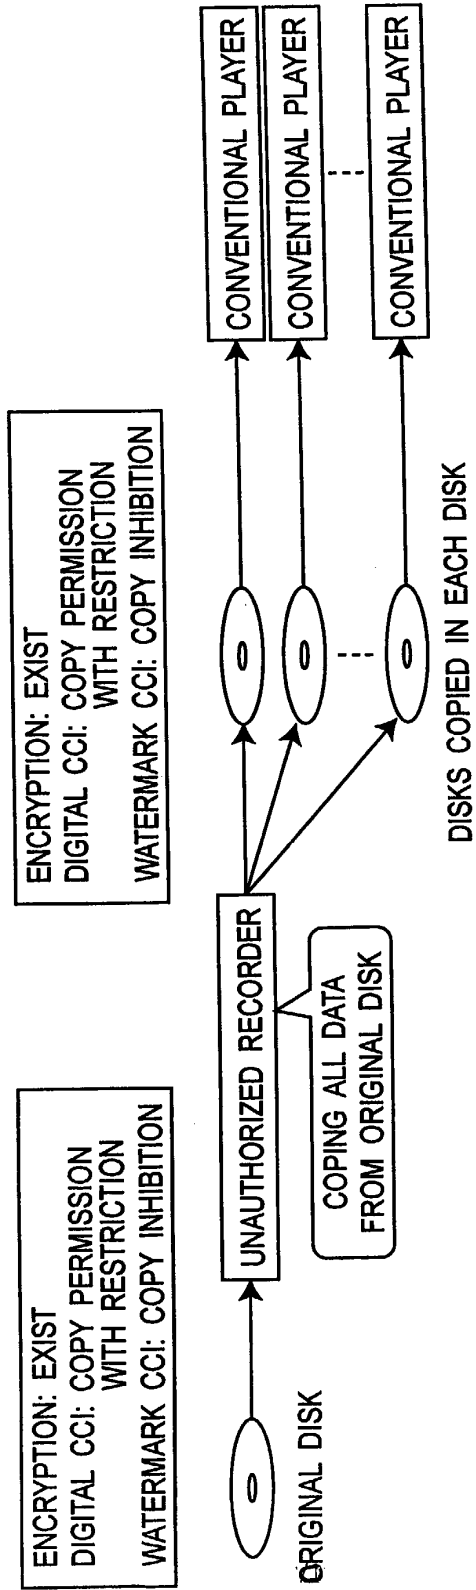 ENCRYPTION: EXIST
DIGITAL CCI: COPY PERMISSION
WITH RESTRICTION
WATERMARK CCI: COPY INHIBITION
ORIGINAL DISK
UNAUTHORIZED RECORDER
COPING ALL DATA
FROM ORIGINAL DISK
ENCRYPTION: EXIST
DIGITAL CCI: COPY PERMISSION
WITH RESTRICTION
WATERMARK CCI: COPY INHIBITION
DISKS COPIED IN EACH DISK
CONVENTIONAL PLAYER
CONVENTIONAL PLAYER
CONVENTIONAL PLAYER